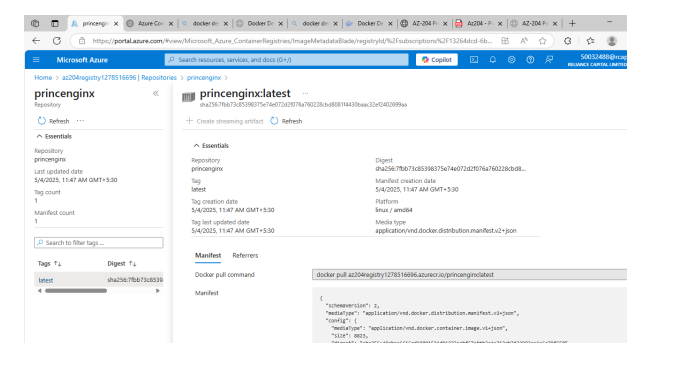 princengi
Azure Cor
docker de
Docker De
docker de
Docker De
AZ-204 Pr
Az204 - Pr
AZ-204 Pr
https://portal.azure.com/#view/Microsoft_Azure_ContainerRegistries/ImageMetadataBlade/registryId/%2Fsubscriptions%2F13264dcd-6b...
Microsoft Azure
Search resources, services, and docs (G+/)
Copilot
50032488@rcap
RELIANCE CAPITAL LIMITED
Home > az204registry1278516696 | Repositories > princenginx >
princenginx
Repository
Refresh ...
Essentials
Repository
princenginx
Last updated date
5/4/2025, 11:47 AM GMT+5:30
Tag count
1
Manifest count
1
Search to filter tags ...
Tags ↑↓ Digest ↑↓
latest sha256:7fbb73c8539
princenginx:latest ...
+ Create streaming artifact Refresh
Essentials
Repository
princenginx
Tag
latest
Tag creation date
5/4/2025, 11:47 AM GMT+5:30
Tag last updated date
5/4/2025, 11:47 AM GMT+5:30
Digest
sha256:7fbb73c85398375e74e072d2f076a760228cbd8...
Manifest creation date
5/4/2025, 11:47 AM GMT+5:30
Platform
linux / amd64
Media type
application/vnd.docker.distribution.manifest.v2+json
Manifest Referrers
Docker pull command
docker pull az204registry1278516696.azurecr.io/princenginx:latest
Manifest
{
"schemaVersion": 2,
"mediaType": "application/vnd.docker.distribution.manifest.v2+json",
"config": {
"mediaType": "application/vnd.docker.container.image.v1+json",
"size": 8823,